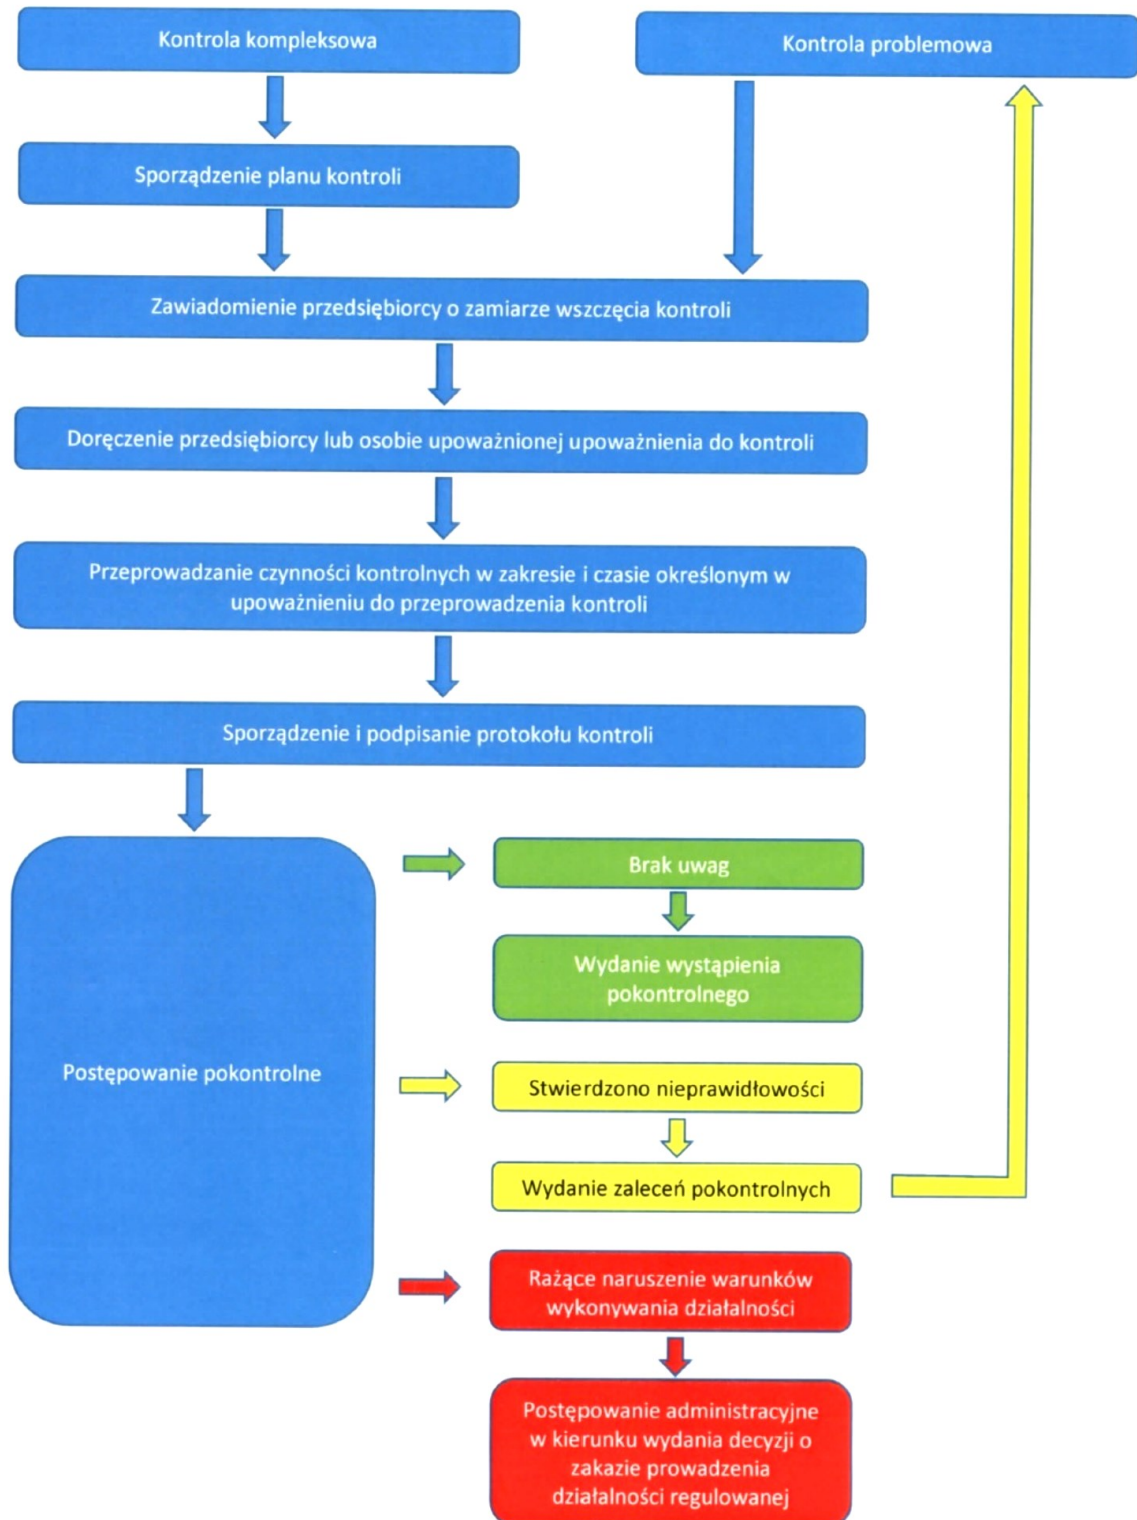 Kontrola kompleksowa
Kontrola problemowa
Sporządzenie planu kontroli
Zawiadomienie przedsiębiorcy o zamiarze wszczęcia kontroli
Doręczenie przedsiębiorcy lub osobie upoważnionej upoważnienia do kontroli
Przeprowadzanie czynności kontrolnych w zakresie i czasie określonym w
upoważnieniu do przeprowadzenia kontroli
Sporządzenie i podpisanie protokołu kontroli
Postępowanie pokontrolne
Brak uwag
Wydanie wystąpienia
pokontrolnego
Stwierdzono nieprawidłowości
Wydanie zaleceń pokontrolnych
Rażące naruszenie warunków
wykonywania działalności
Postępowanie administracyjne
w kierunku wydania decyzji o
zakazie prowadzenia
działalności regulowanej